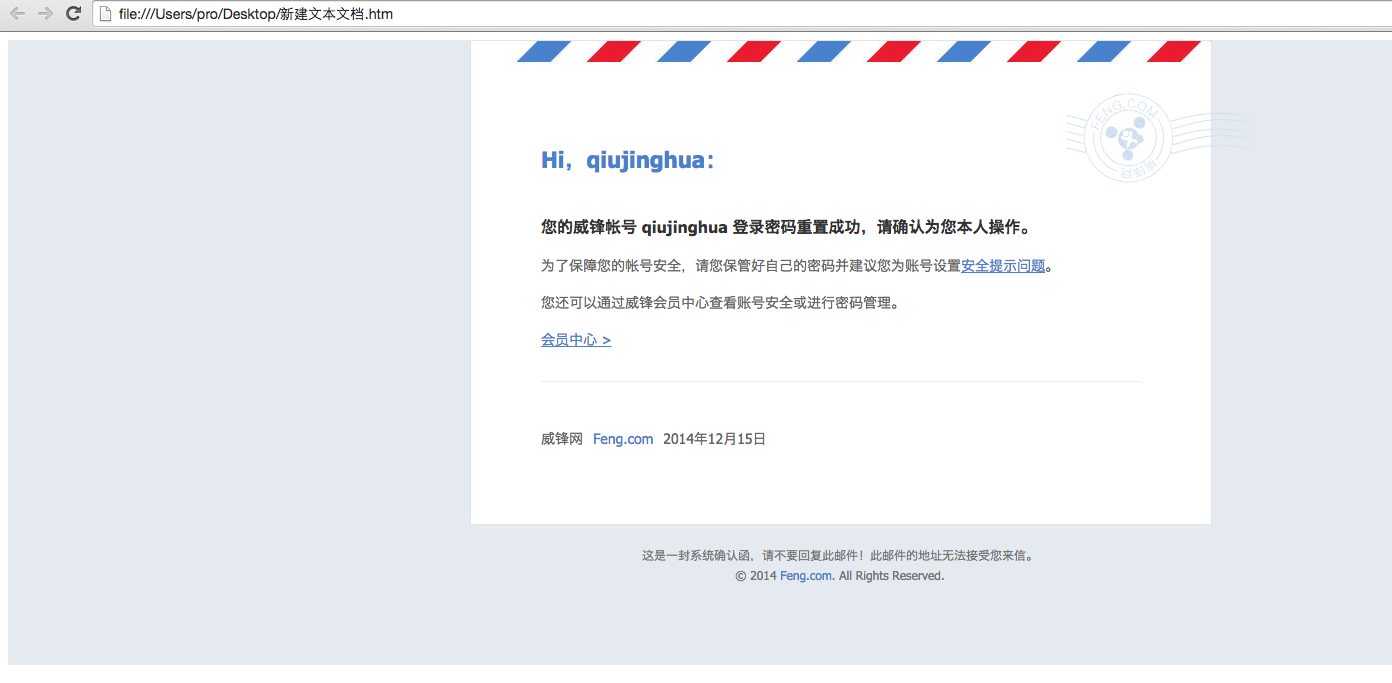 file:///Users/pro/Desktop/新建文本文档.htm
FENG.COM
威锋网
Hi，qiujinghua：
您的威锋帐号 qiujinghua 登录密码重置成功，请确认为您本人操作。
为了保障您的帐号安全，请您保管好自己的密码并建议您为账号设置安全提示问题。
您还可以通过威锋会员中心查看账号安全或进行密码管理。
会员中心 >
威锋网 Feng.com 2014年12月15日
这是一封系统确认函，请不要回复此邮件！此邮件的地址无法接受您来信。
© 2014 Feng.com. All Rights Reserved.